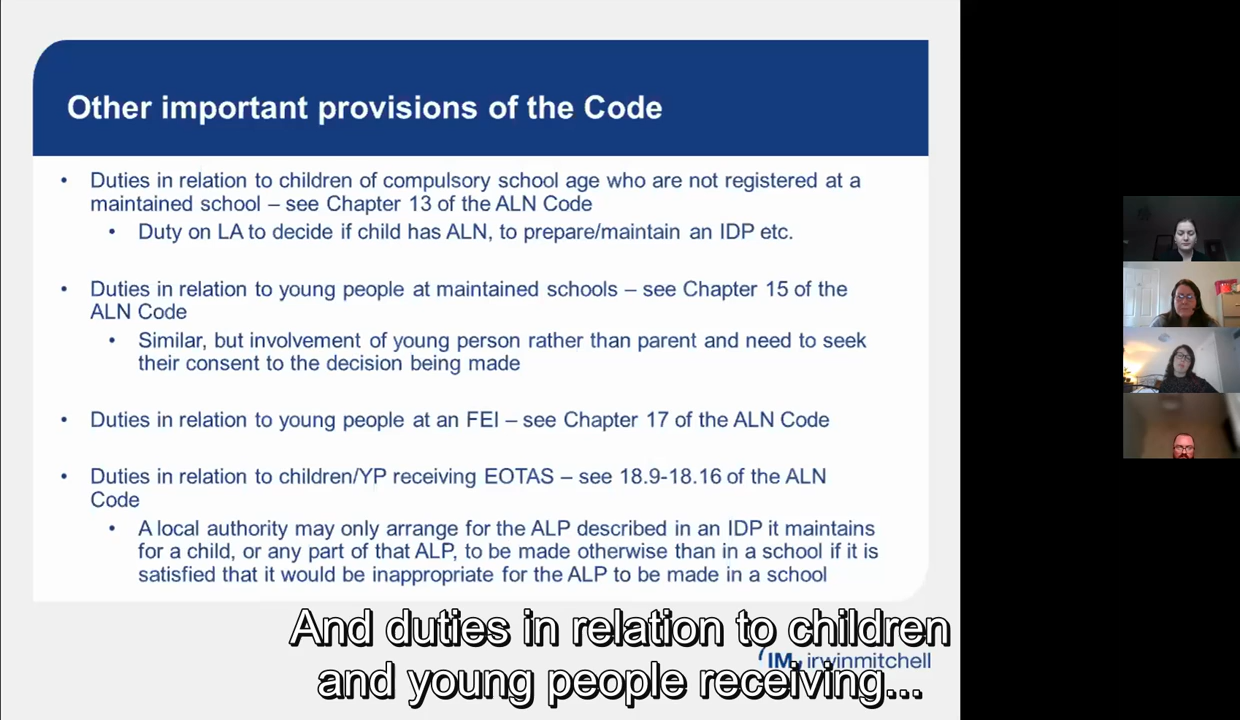 Other important provisions of the Code
• Duties in relation to children of compulsory school age who are not registered at a
maintained school – see Chapter 13 of the ALN Code
• Duty on LA to decide if child has ALN, to prepare/maintain an IDP etc.
• Duties in relation to young people at maintained schools – see Chapter 15 of the
ALN Code
• Similar, but involvement of young person rather than parent and need to seek
their consent to the decision being made
• Duties in relation to young people at an FEI – see Chapter 17 of the ALN Code
• Duties in relation to children/YP receiving EOTAS – see 18.9-18.16 of the ALN
Code
• A local authority may only arrange for the ALP described in an IDP it maintains
for a child, or any part of that ALP, to be made otherwise than in a school if it is
satisfied that it would be inappropriate for the ALP to be made in a school
And duties in relation to children
IM irwinmitchell
and young people receiving...